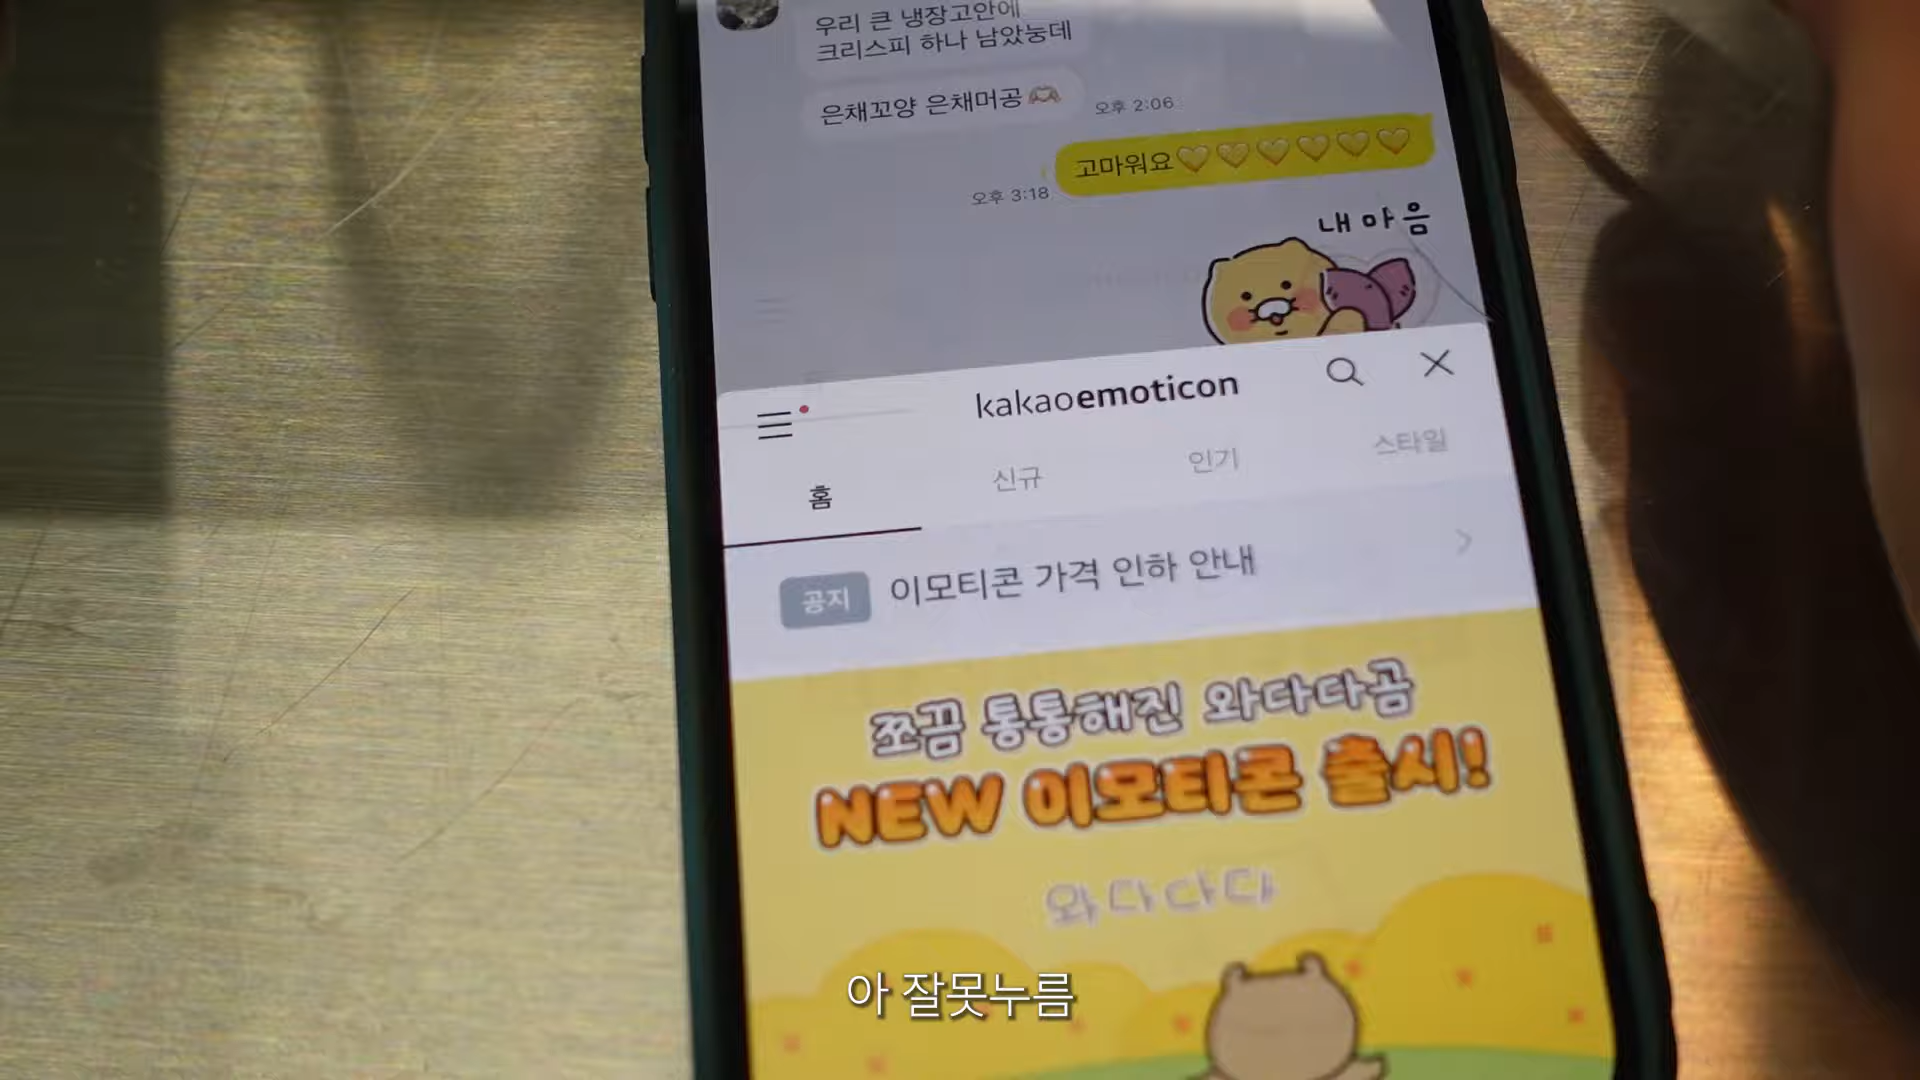 우리 큰 냉장고안에
크리스피 하나 남았눙데
은채꼬양 은채머공🫶🏼
오후 2:06
고마워요💛💛💛💛💛💛
오후 3:18
내 마 음
kakaoemoticon
홈 신규 인기 스타일
공지 이모티콘 가격 인하 안내
쪼끔 통통해진 와다다곰
NEW 이모티콘 출시!
와다다다
아 잘못누름